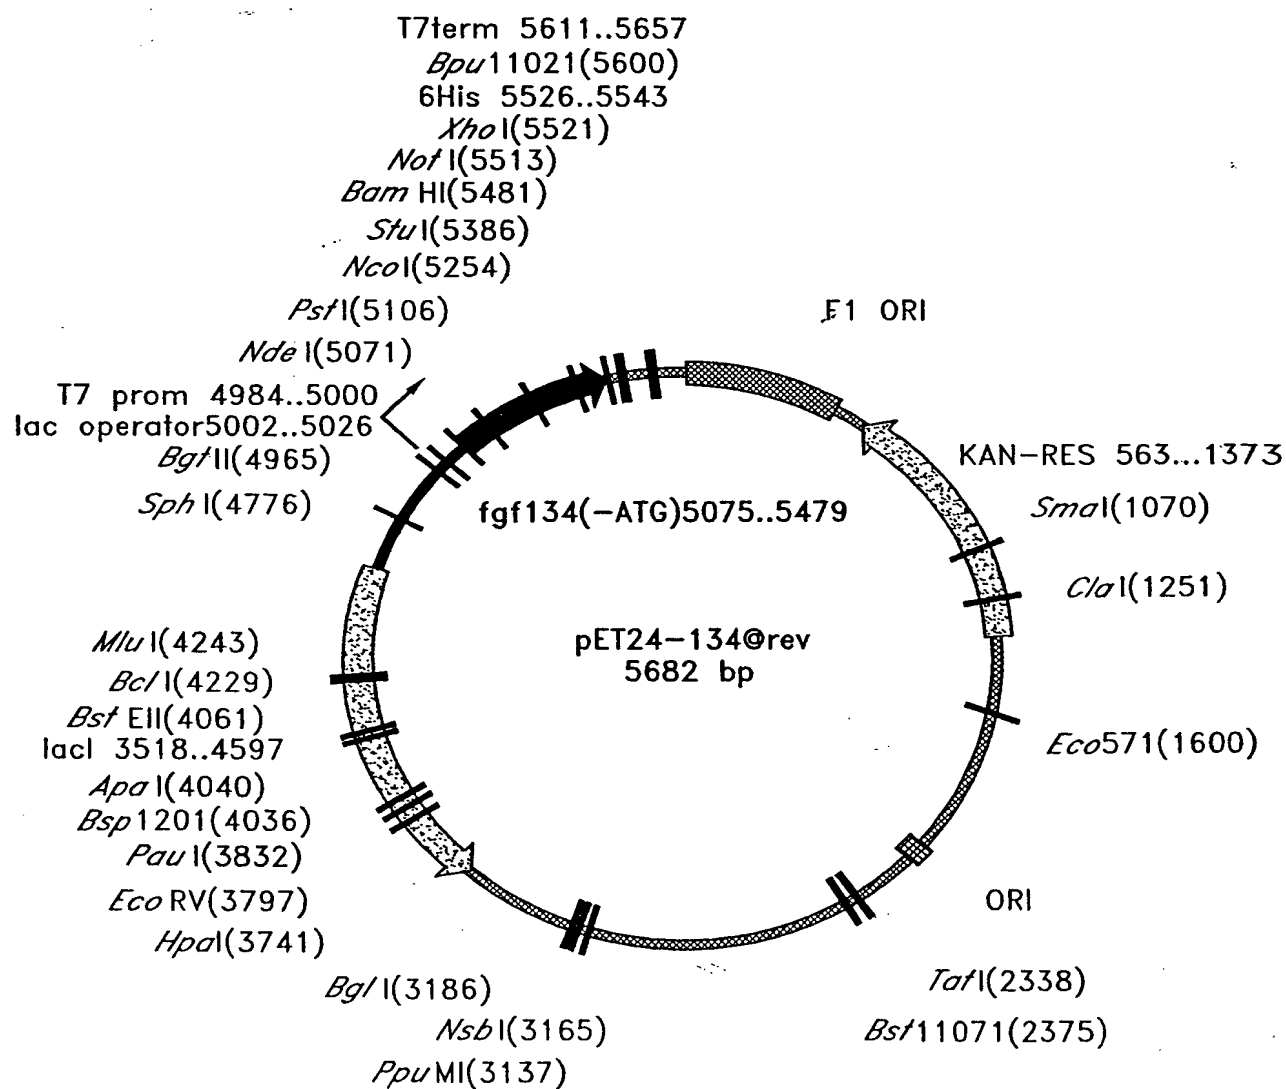 T7term 5611..5657
Bpu11021(5600)
6His 5526..5543
XhoI(5521)
NotI(5513)
BamHI(5481)
StuI(5386)
NcoI(5254)
PstI(5106)
NdeI(5071)
T7 prom 4984..5000
lac operator5002..5026
BgtII(4965)
SphI(4776)
F1 ORI
KAN-RES 563...1373
SmaI(1070)
ClaI(1251)
fgf134(-ATG)5075..5479
pET24-134@rev
5682 bp
MluI(4243)
BclI(4229)
BstEII(4061)
lacI 3518..4597
ApaI(4040)
Bsp1201(4036)
PauI(3832)
EcoRV(3797)
HpaI(3741)
Eco571(1600)
ORI
BglI(3186)
NsbI(3165)
PpuMI(3137)
TatI(2338)
Bst11071(2375)